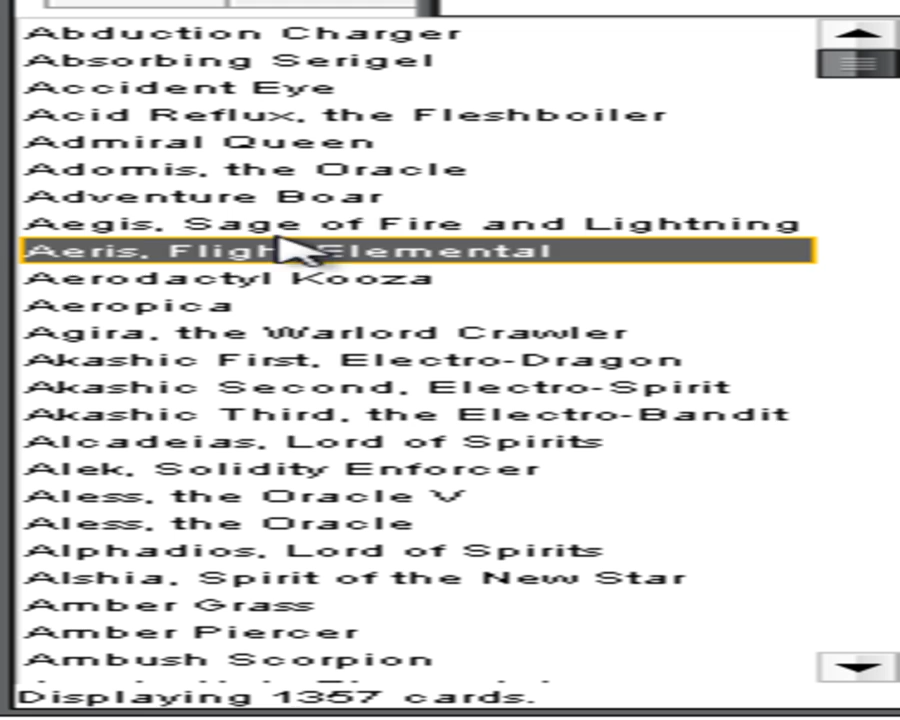 Abduction Charger
Absorbing Serigel
Accident Eye
Acid Reflux, the Fleshboiler
Admiral Queen
Adomis, the Oracle
Adventure Boar
Aegis, Sage of Fire and Lightning
Aeris, Fligh Elemental
Aerodactyl Kooza
Aeropica
Agira, the Warlord Crawler
Akashic First, Electro-Dragon
Akashic Second, Electro-Spirit
Akashic Third, the Electro-Bandit
Alcadeias, Lord of Spirits
Alek, Solidity Enforcer
Aless, the Oracle V
Aless, the Oracle
Alphadios, Lord of Spirits
Alshia, Spirit of the New Star
Amber Grass
Amber Piercer
Ambush Scorpion
Displaying 1357 cards.